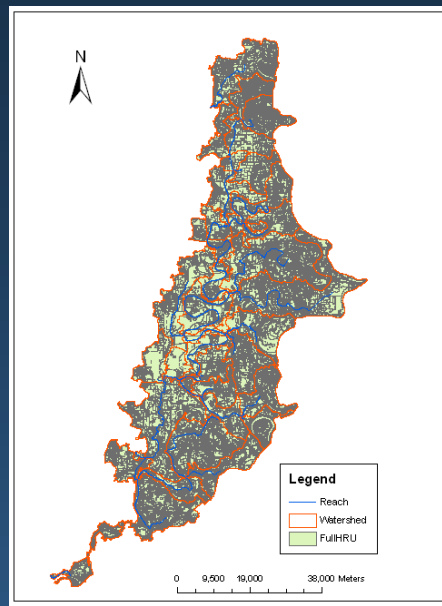 N
Legend
Reach
Watershed
FullHRU
0 9,500 19,000 38,000 Meters